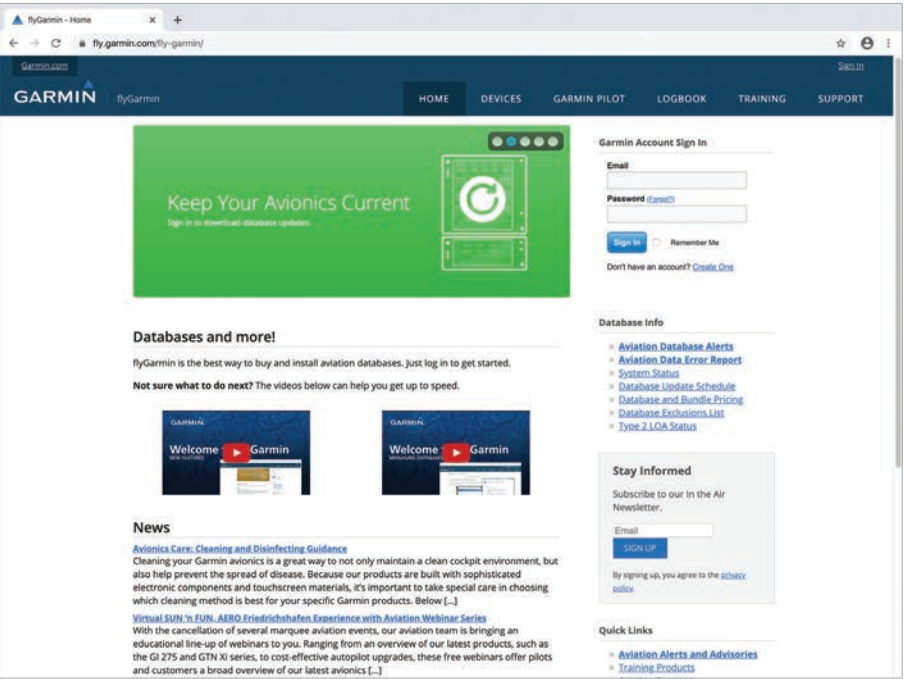 flyGarmin - Home
fly.garmin.com/fly-garmin/
Garmin.com
Sign In
GARMIN
flyGarmin
HOME DEVICES GARMIN PILOT LOGBOOK TRAINING SUPPORT
Keep Your Avionics Current
Sign in to download database updates.
Garmin Account Sign In
Email
Password (Forgot?)
Sign In
Remember Me
Don't have an account? Create One
Databases and more!
flyGarmin is the best way to buy and install aviation databases. Just log in to get started.
Not sure what to do next? The videos below can help you get up to speed.
GARMIN.
Welcome Garmin
NEW FEATURES
GARMIN.
Welcome Garmin
MANAGING DATABASES
News
Avionics Care: Cleaning and Disinfecting Guidance
Cleaning your Garmin avionics is a great way to not only maintain a clean cockpit environment, but
also help prevent the spread of disease. Because our products are built with sophisticated
electronic components and touchscreen materials, it's important to take special care in choosing
which cleaning method is best for your specific Garmin products. Below [...]
Virtual SUN 'n FUN, AERO Friedrichshafen Experience with Aviation Webinar Series
With the cancellation of several marquee aviation events, our aviation team is bringing an
educational line-up of webinars to you. Ranging from an overview of our latest products, such as
the GI 275 and GTN Xi series, to cost-effective autopilot upgrades, these free webinars offer pilots
and customers a broad overview of our latest avionics [...]
Database Info
» Aviation Database Alerts
» Aviation Data Error Report
» System Status
» Database Update Schedule
» Database and Bundle Pricing
» Database Exclusions List
» Type 2 LOA Status
Stay Informed
Subscribe to our In the Air
Newsletter.
Email
SIGN UP
By signing up, you agree to the privacy
policy.
Quick Links
» Aviation Alerts and Advisories
» Training Products